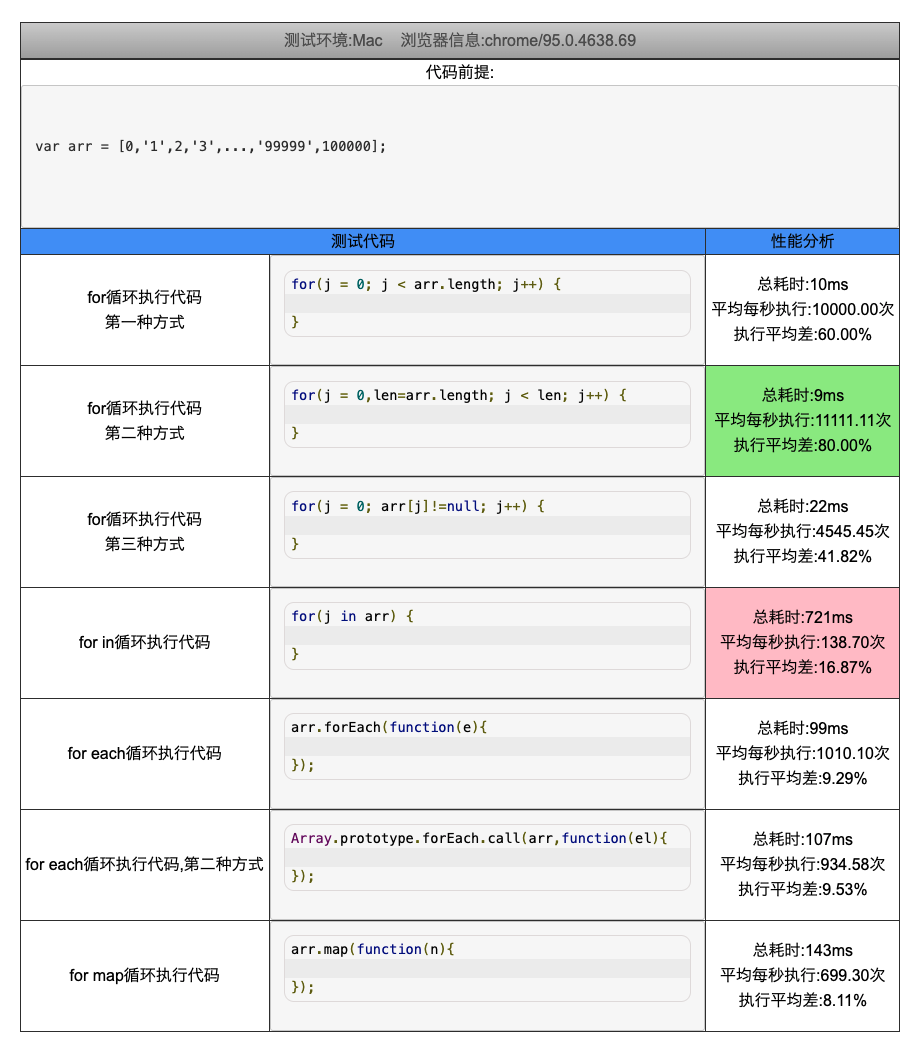 测试环境:Mac 浏览器信息:chrome/95.0.4638.69
代码前提:
var arr = [0,'1',2,'3',...,'99999',100000];
测试代码 性能分析
for循环执行代码
第一种方式
for(j = 0; j < arr.length; j++) {
}
总耗时:10ms
平均每秒执行:10000.00次
执行平均差:60.00%
for循环执行代码
第二种方式
for(j = 0,len=arr.length; j < len; j++) {
}
总耗时:9ms
平均每秒执行:11111.11次
执行平均差:80.00%
for循环执行代码
第三种方式
for(j = 0; arr[j]!=null; j++) {
}
总耗时:22ms
平均每秒执行:4545.45次
执行平均差:41.82%
for in循环执行代码
for(j in arr) {
}
总耗时:721ms
平均每秒执行:138.70次
执行平均差:16.87%
for each循环执行代码
arr.forEach(function(e){
});
总耗时:99ms
平均每秒执行:1010.10次
执行平均差:9.29%
for each循环执行代码,第二种方式
Array.prototype.forEach.call(arr,function(el){
});
总耗时:107ms
平均每秒执行:934.58次
执行平均差:9.53%
for map循环执行代码
arr.map(function(n){
});
总耗时:143ms
平均每秒执行:699.30次
执行平均差:8.11%